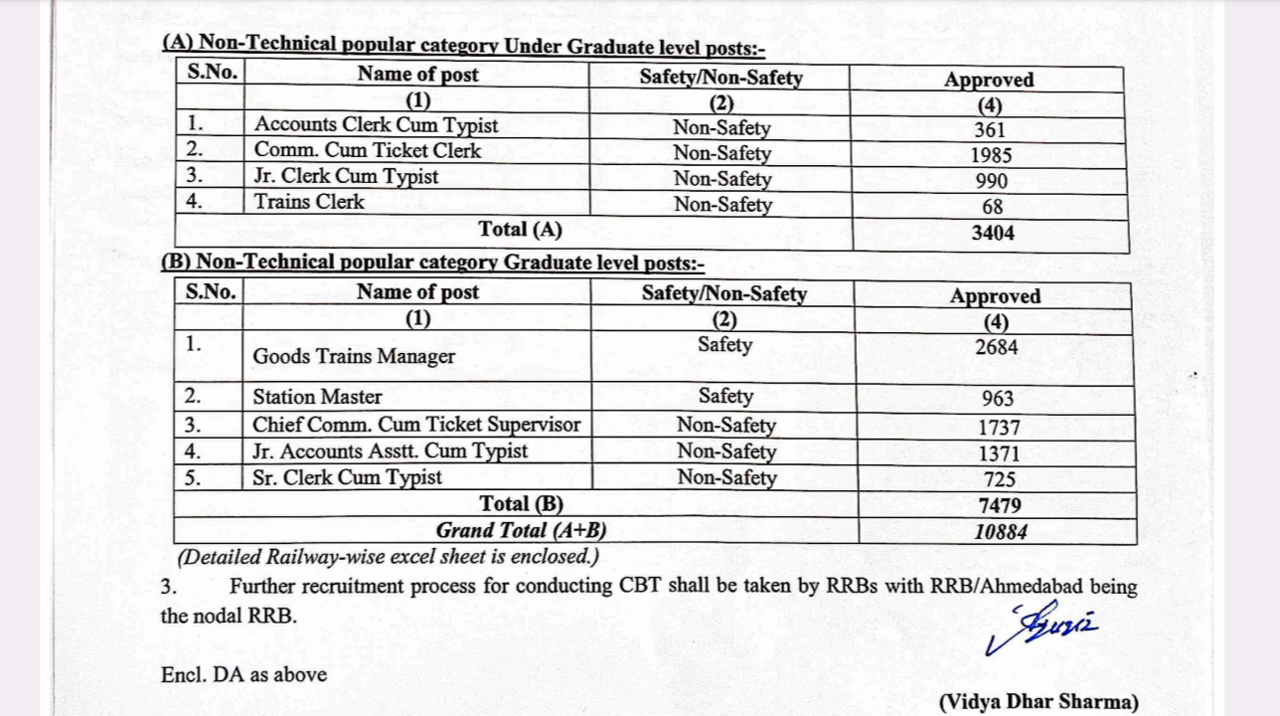 (A) Non-Technical popular category Under Graduate level posts:-
S.No. Name of post Safety/Non-Safety Approved
(1) (2) (4)
1. Accounts Clerk Cum Typist Non-Safety 361
2. Comm. Cum Ticket Clerk Non-Safety 1985
3. Jr. Clerk Cum Typist Non-Safety 990
4. Trains Clerk Non-Safety 68
Total (A) 3404
(B) Non-Technical popular category Graduate level posts:-
S.No. Name of post Safety/Non-Safety Approved
(1) (2) (4)
1. Goods Trains Manager Safety 2684
2. Station Master Safety 963
3. Chief Comm. Cum Ticket Supervisor Non-Safety 1737
4. Jr. Accounts Asstt. Cum Typist Non-Safety 1371
5. Sr. Clerk Cum Typist Non-Safety 725
Total (B) 7479
Grand Total (A+B) 10884
(Detailed Railway-wise excel sheet is enclosed.)
3. Further recruitment process for conducting CBT shall be taken by RRBs with RRB/Ahmedabad being
the nodal RRB.
Encl. DA as above
(Vidya Dhar Sharma)